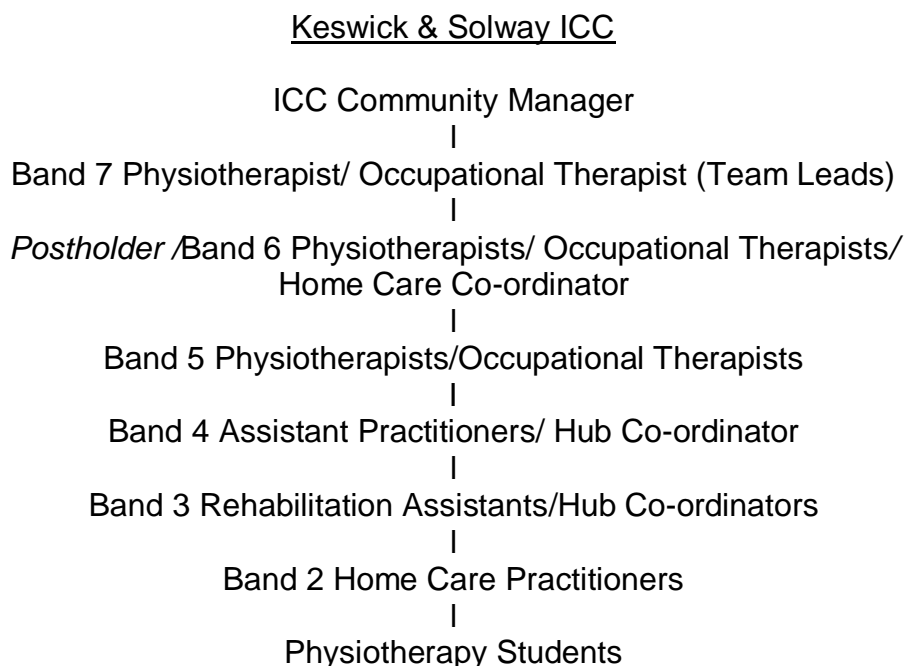 Keswick & Solway ICC
ICC Community Manager
I
Band 7 Physiotherapist/ Occupational Therapist (Team Leads)
I
Postholder /Band 6 Physiotherapists/ Occupational Therapists/
Home Care Co-ordinator
I
Band 5 Physiotherapists/Occupational Therapists
I
Band 4 Assistant Practitioners/ Hub Co-ordinator
I
Band 3 Rehabilitation Assistants/Hub Co-ordinators
I
Band 2 Home Care Practitioners
I
Physiotherapy Students